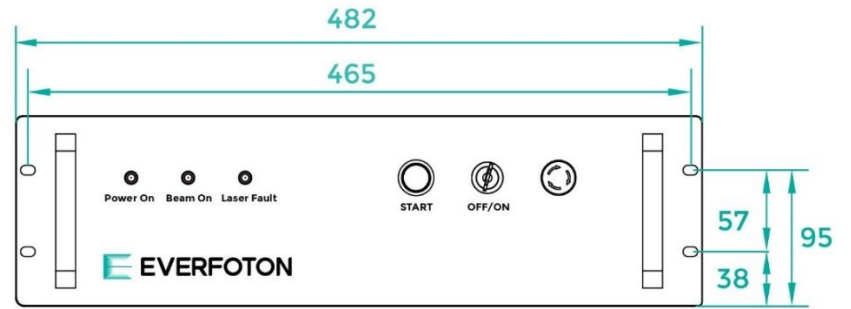 482
465
Power On Beam On Laser Fault
START OFF/ON
57
95
38
EVERFOTON